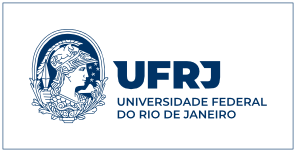 UFRJ
UNIVERSIDADE FEDERAL
DO RIO DE JANEIRO